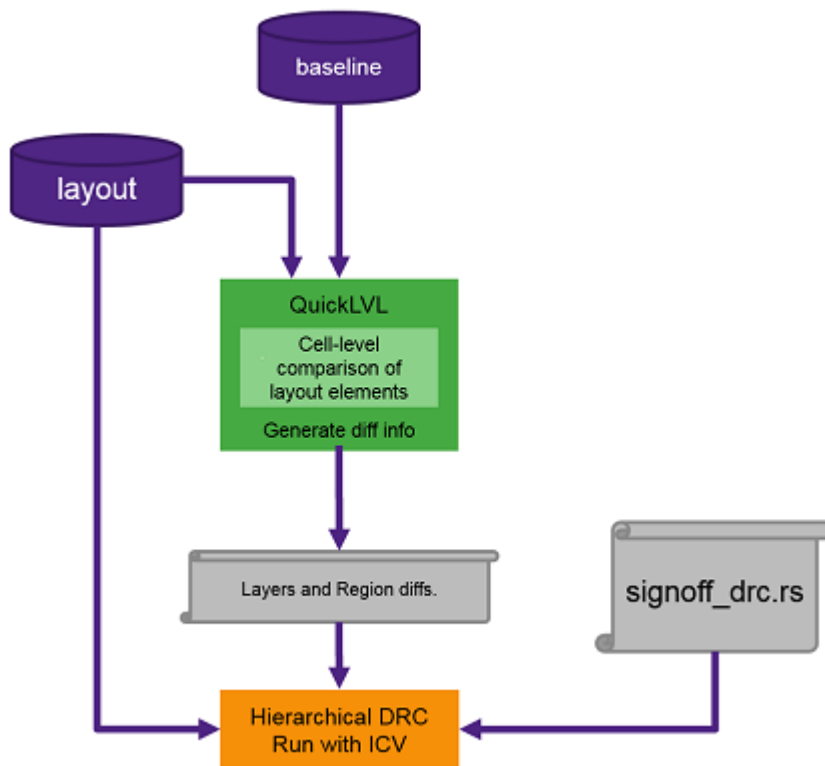 baseline
layout
QuickLVL
Cell-level
comparison of
layout elements
Generate diff info
Layers and Region diffs.
signoff_drc.rs
Hierarchical DRC
Run with ICV